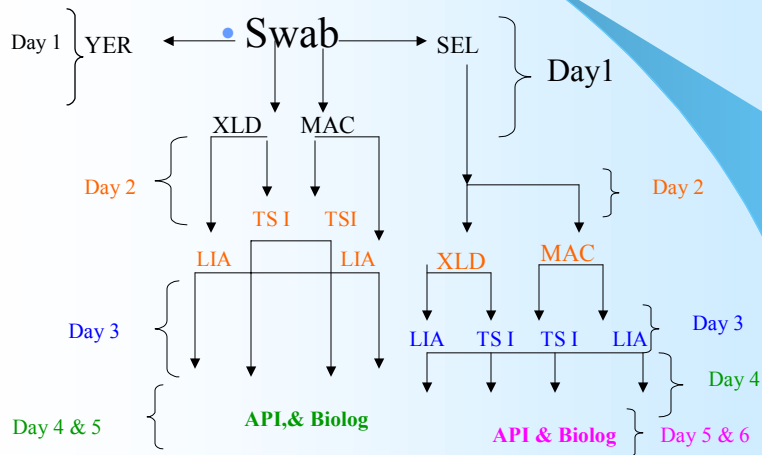 • Swab
Day 1 YER SEL Day1
XLD MAC
Day 2 Day 2
TS I TSI
LIA LIA XLD MAC
Day 3 LIA TS I TS I LIA Day 3
Day 4
Day 4 & 5 API,& Biolog
API & Biolog Day 5 & 6